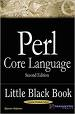 Perl
Core Language
Second Edition
Little Black Book